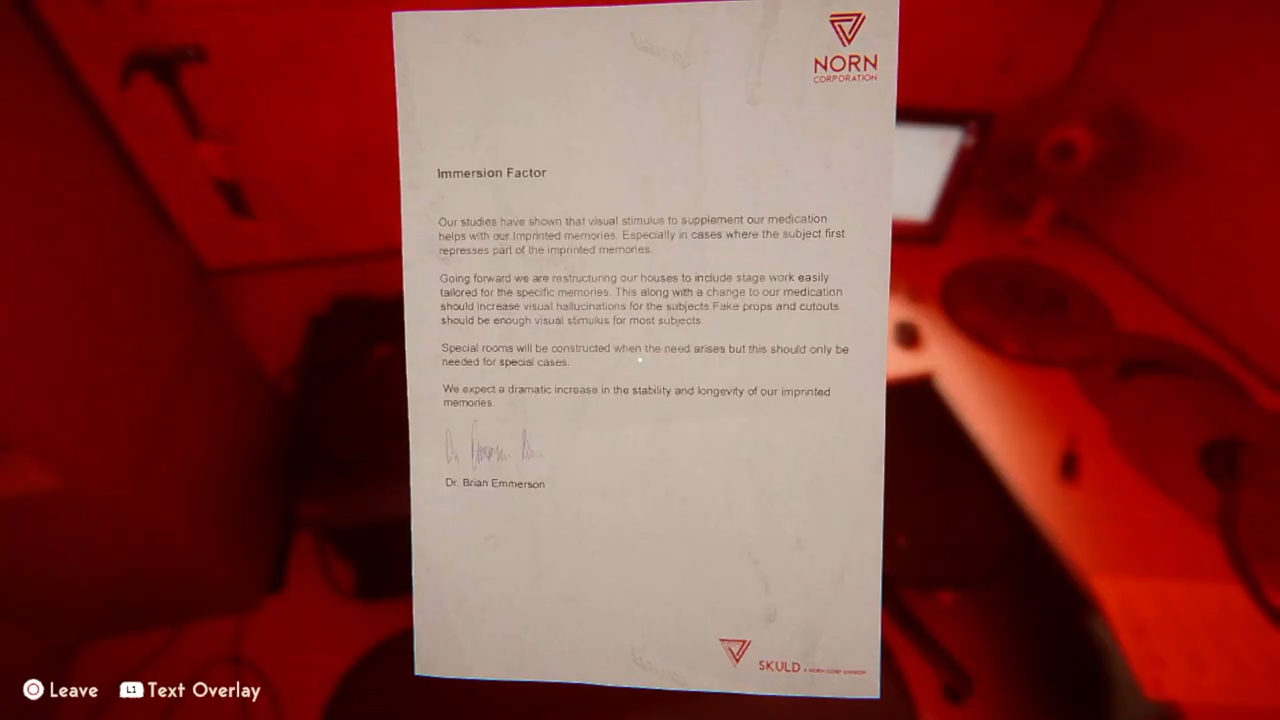 NORN
CORPORATION
Immersion Factor
Our studies have shown that visual stimulus to supplement our medication
helps with our Imprinted memories. Especially in cases where the subject first
represses part of the imprinted memories.
Going forward we are restructuring our houses to include stage work easily
tailored for the specific memories. This along with a change to our medication
should increase visual hallucinations for the subjects.Fake props and cutouts
should be enough visual stimulus for most subjects.
Special rooms will be constructed when the need arises but this should only be
needed for special cases.
We expect a dramatic increase in the stability and longevity of our imprinted
memories.
Dr.
Dr. Brian Emmerson
SKULD A NORN CORP DIVISION
Leave L1 Text Overlay